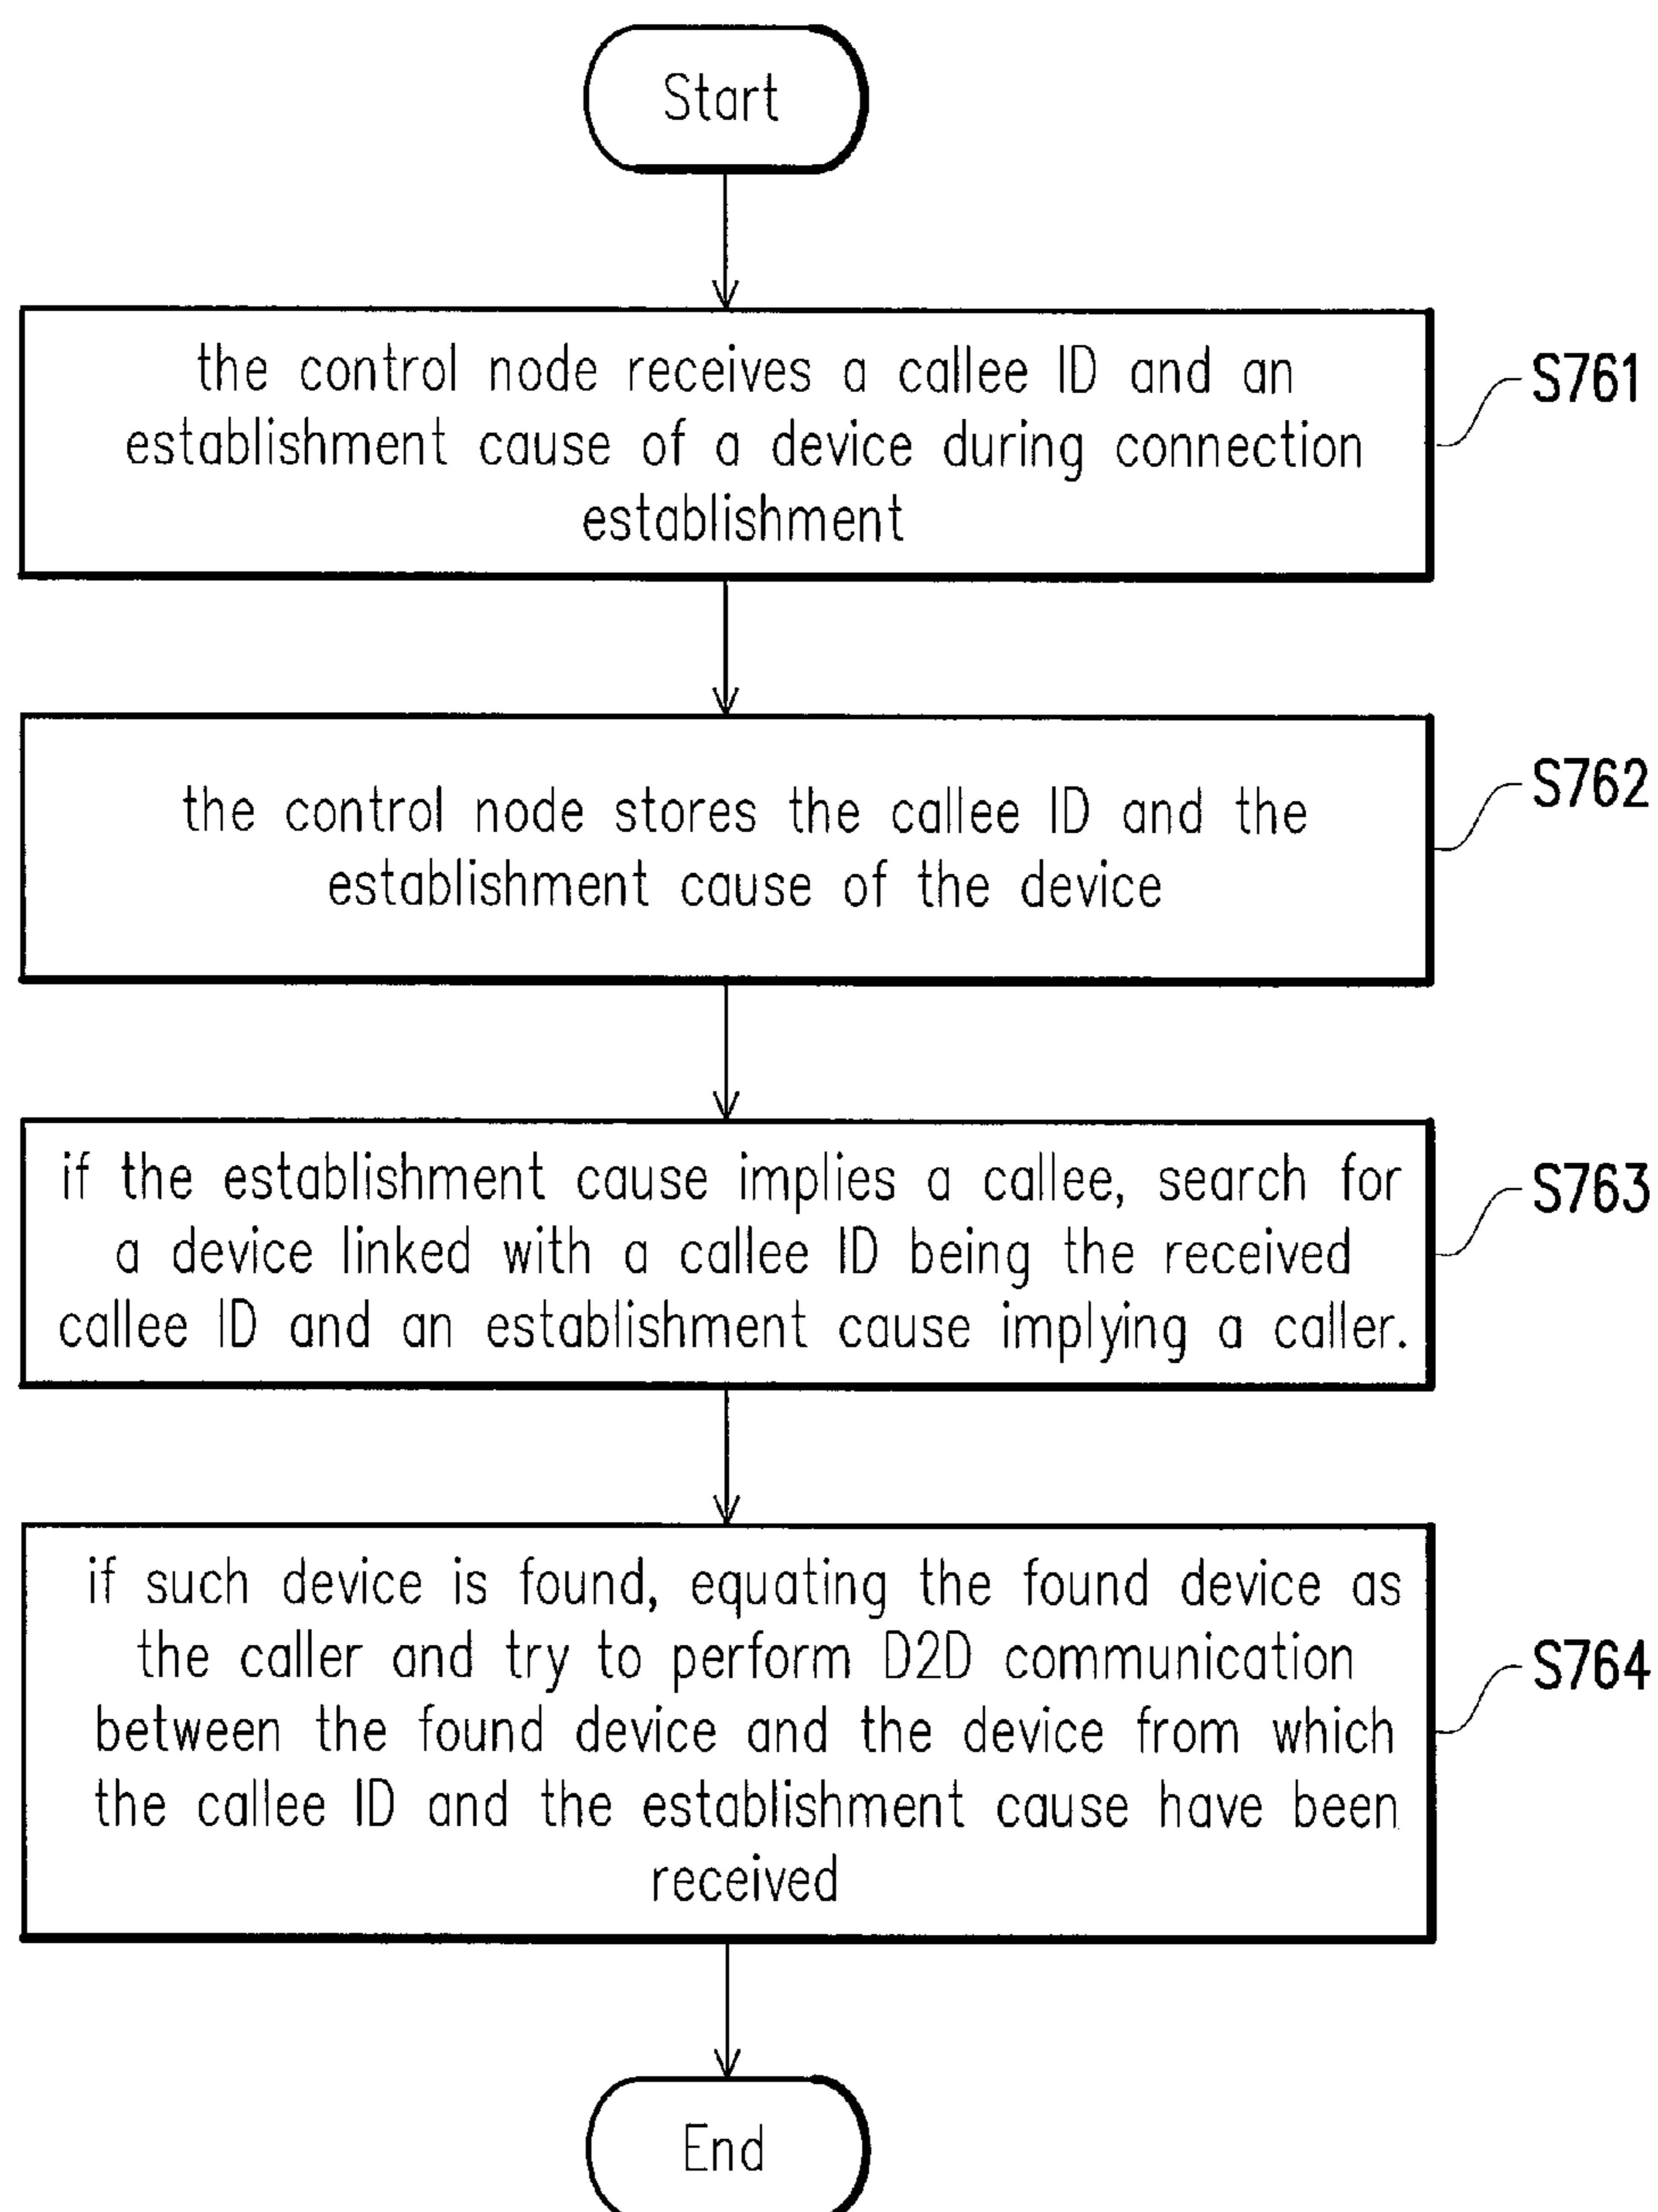 Start
the control node receives a callee ID and an
establishment cause of a device during connection
establishment
S761
the control node stores the callee ID and the
establishment cause of the device
S762
if the establishment cause implies a callee, search for
a device linked with a callee ID being the received
callee ID and an establishment cause implying a caller.
S763
if such device is found, equating the found device as
the caller and try to perform D2D communication
between the found device and the device from which
the callee ID and the establishment cause have been
received
S764
End